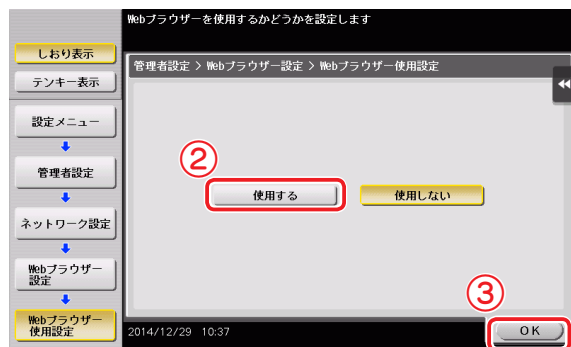 Webブラウザーを使用するかどうかを設定します
しおり表示
テンキー表示
設定メニュー
管理者設定
ネットワーク設定
Webブラウザー
設定
Webブラウザー
使用設定
管理者設定 > Webブラウザー設定 > Webブラウザー使用設定
②
使用する
使用しない
③
2014/12/29 10:37
OK